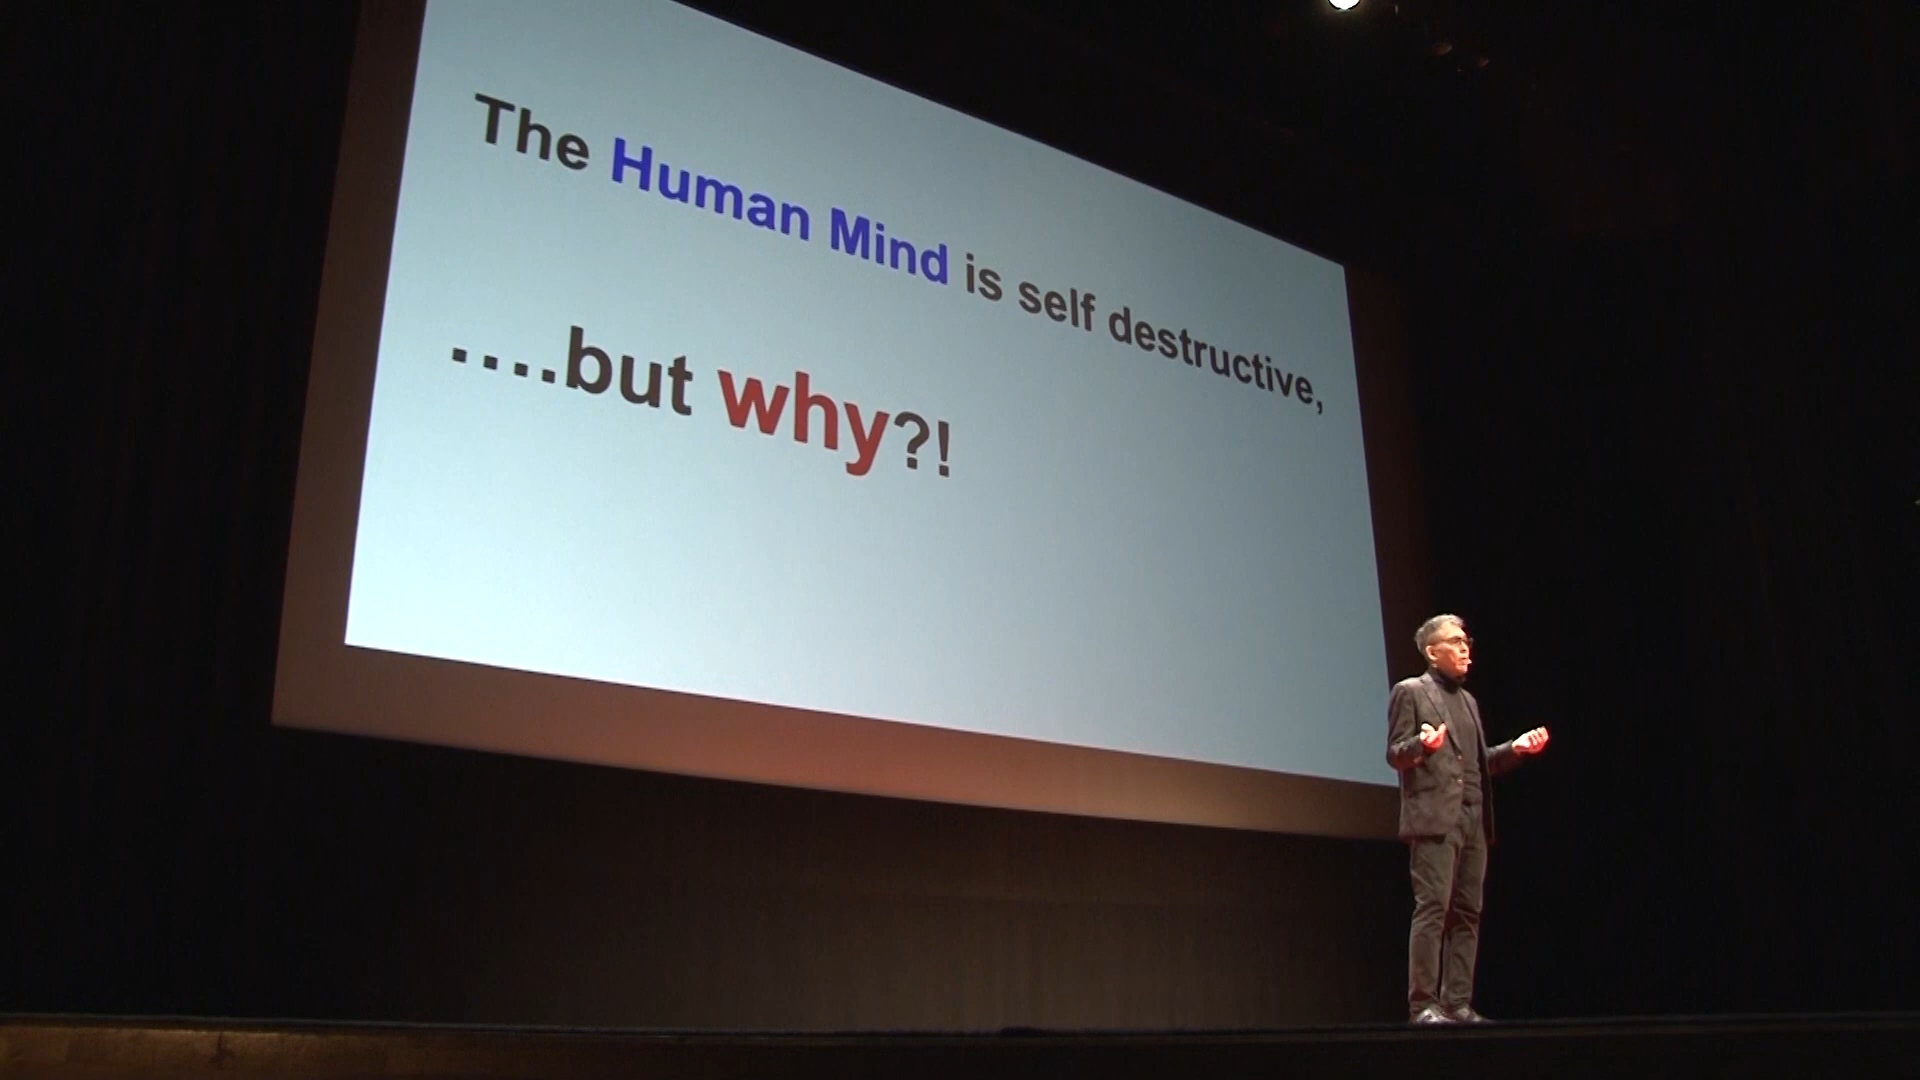 The Human Mind is self destructive,
....but why?!